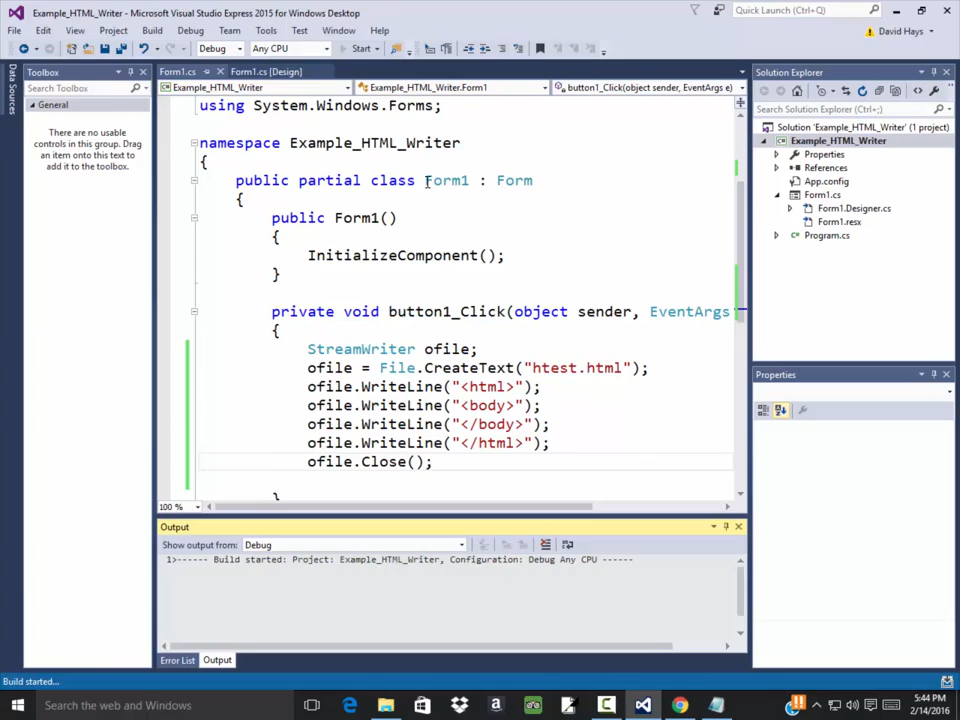 Example_HTML_Writer - Microsoft Visual Studio Express 2015 for Windows Desktop
Quick Launch (Ctrl+Q)
File Edit View Project Build Debug Team Tools Test Window Help
David Hays
Debug Any CPU Start
Data Sources
Toolbox
Search Toolbox
General
There are no usable
controls in this group. Drag
an item onto this text to
add it to the toolbox.
Form1.cs Form1.cs [Design]
Example_HTML_Writer Example_HTML_Writer.Form1 button1_Click(object sender, EventArgs e)
using System.Windows.Forms;
namespace Example_HTML_Writer
{
public partial class Form1 : Form
{
public Form1()
{
InitializeComponent();
}
private void button1_Click(object sender, EventArgs
{
StreamWriter ofile;
ofile = File.CreateText("htest.html");
ofile.WriteLine("<html>");
ofile.WriteLine("<body>");
ofile.WriteLine("</body>");
ofile.WriteLine("</html>");
ofile.Close();
}
100 %
Output
Show output from: Debug
1>------ Build started: Project: Example_HTML_Writer, Configuration: Debug Any CPU ------
Error List Output
Solution Explorer
Search Solution Explorer (Ctrl+;)
Solution 'Example_HTML_Writer' (1 project)
Example_HTML_Writer
Properties
References
App.config
Form1.cs
Form1.Designer.cs
Form1.resx
Program.cs
Properties
Build started...
Search the web and Windows
5:44 PM
2/14/2016